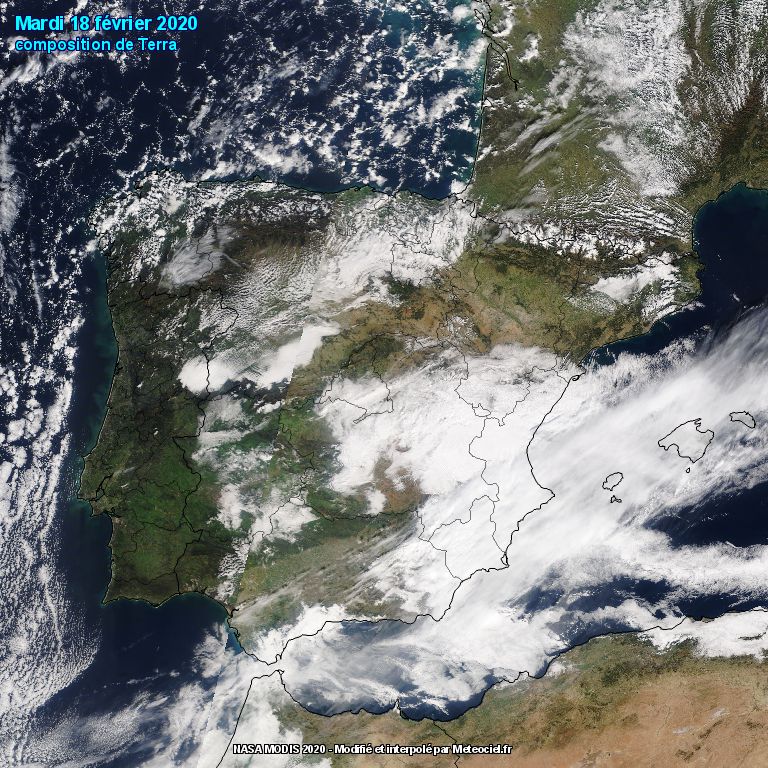 Mardi 18 février 2020
composition de Terra
NASA MODIS 2020 - Modifié et interpolé par Meteociel.fr